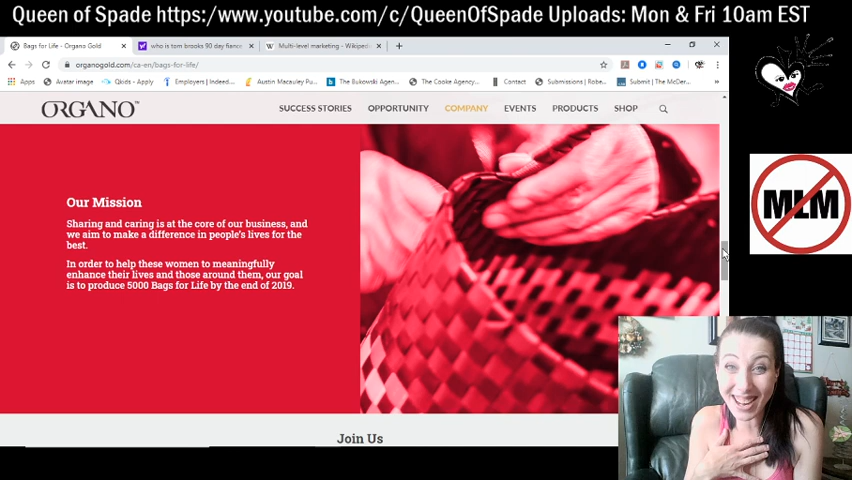 Queen of Spade https:/www.youtube.com/c/QueenOfSpade Uploads: Mon & Fri 10am EST
Bags for Life - Organo Gold
who is tom brooks 90 day fiance
Multi-level marketing - Wikiped
organogold.com/ca-en/bags-for-life/
Apps
Avatar image
Qkids - Apply
Employers | Indeed...
Austin Macauley Pu...
The Bukowski Agen...
The Cooke Agency...
Contact
Submissions | Robe...
Submit | The McDer...
ORGANO™
SUCCESS STORIES
OPPORTUNITY
COMPANY
EVENTS
PRODUCTS
SHOP
MLM
Our Mission
Sharing and caring is at the core of our business, and
we aim to make a difference in people's lives for the
best.
In order to help these women to meaningfully
enhance their lives and those around them, our goal
is to produce 5000 Bags for Life by the end of 2019.
Join Us